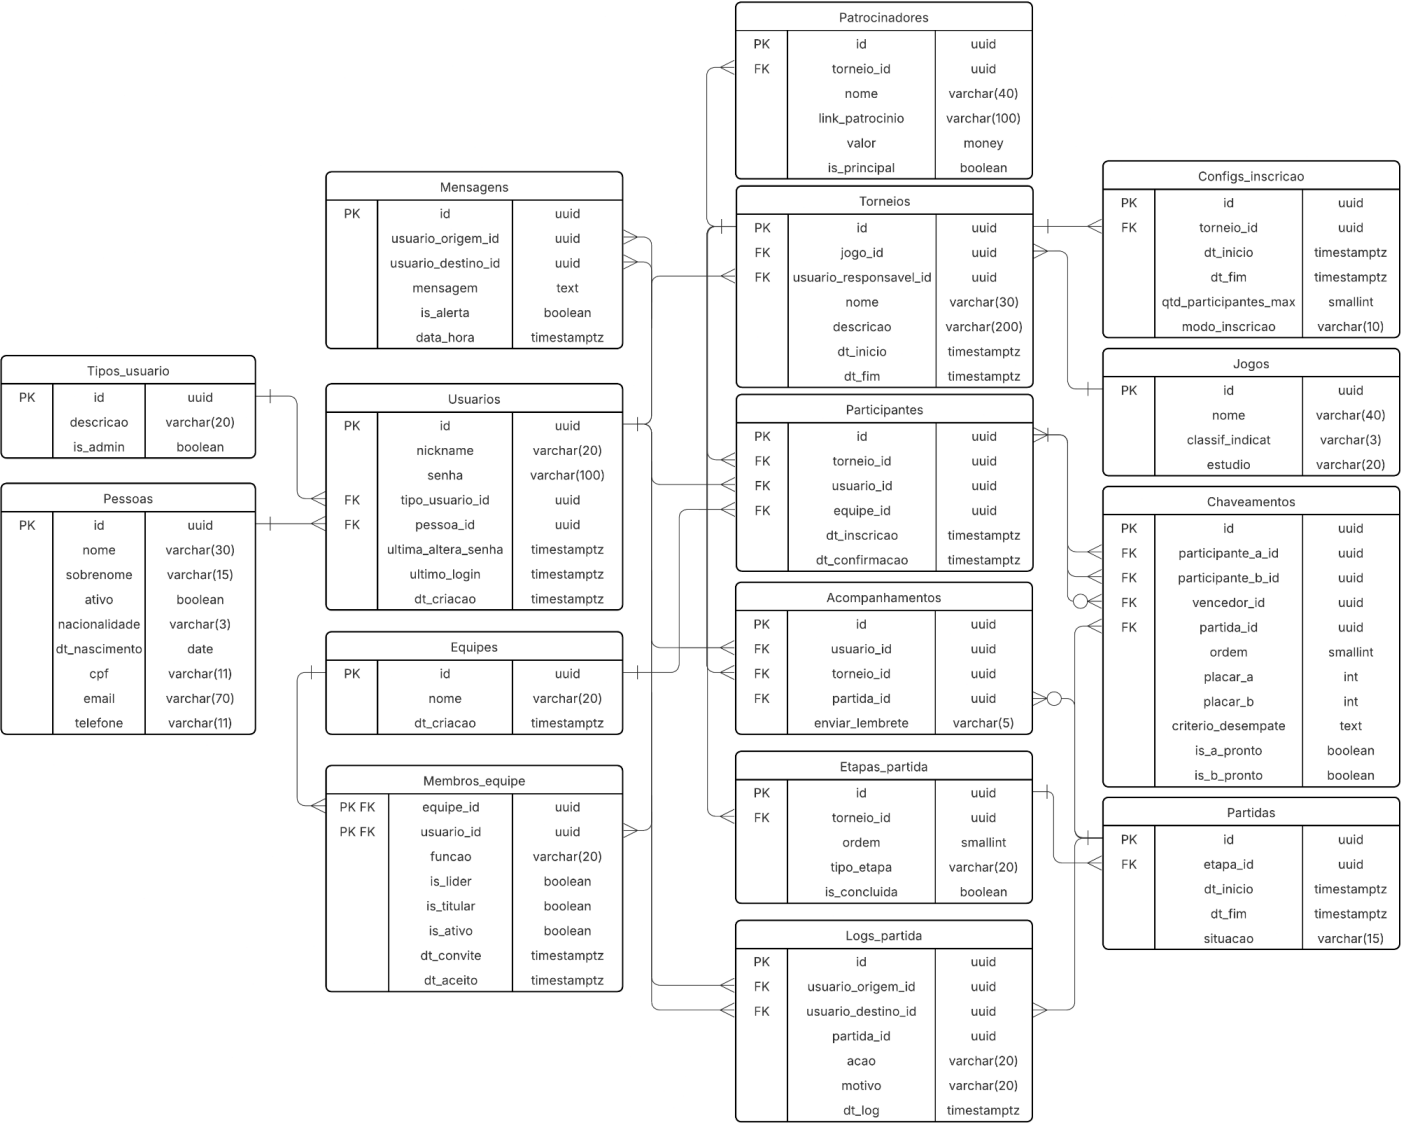 Patrocinadores
PK id uuid
FK torneio_id uuid
nome varchar(40)
link_patrocinio varchar(100)
valor money
is_principal boolean
Mensagens
PK id uuid
usuario_origem_id uuid
usuario_destino_id uuid
mensagem text
is_alerta boolean
data_hora timestamptz
Torneios
PK id uuid
FK jogo_id uuid
FK usuario_responsavel_id uuid
nome varchar(30)
descricao varchar(200)
dt_inicio timestamptz
dt_fim timestamptz
Configs_inscricao
PK id uuid
FK torneio_id uuid
dt_inicio timestamptz
dt_fim timestamptz
qtd_participantes_max smallint
modo_inscricao varchar(10)
Tipos_usuario
PK id uuid
descricao varchar(20)
is_admin boolean
Usuarios
PK id uuid
nickname varchar(20)
senha varchar(100)
FK tipo_usuario_id uuid
FK pessoa_id uuid
ultima_altera_senha timestamptz
ultimo_login timestamptz
dt_criacao timestamptz
Participantes
PK id uuid
FK torneio_id uuid
FK usuario_id uuid
FK equipe_id uuid
dt_inscricao timestamptz
dt_confirmacao timestamptz
Jogos
PK id uuid
nome varchar(40)
classif_indicat varchar(3)
estudio varchar(20)
Pessoas
PK id uuid
nome varchar(30)
sobrenome varchar(15)
ativo boolean
nacionalidade varchar(3)
dt_nascimento date
cpf varchar(11)
email varchar(70)
telefone varchar(11)
Equipes
PK id uuid
nome varchar(20)
dt_criacao timestamptz
Acompanhamentos
PK id uuid
FK usuario_id uuid
FK torneio_id uuid
FK partida_id uuid
enviar_lembrete varchar(5)
Chaveamentos
PK id uuid
FK participante_a_id uuid
FK participante_b_id uuid
FK vencedor_id uuid
FK partida_id uuid
ordem smallint
placar_a int
placar_b int
criterio_desempate text
is_a_pronto boolean
is_b_pronto boolean
Membros_equipe
PK FK equipe_id uuid
PK FK usuario_id uuid
funcao varchar(20)
is_lider boolean
is_titular boolean
is_ativo boolean
dt_convite timestamptz
dt_aceito timestamptz
Etapas_partida
PK id uuid
FK torneio_id uuid
ordem smallint
tipo_etapa varchar(20)
is_concluida boolean
Partidas
PK id uuid
FK etapa_id uuid
dt_inicio timestamptz
dt_fim timestamptz
situacao varchar(15)
Logs_partida
PK id uuid
FK usuario_origem_id uuid
FK usuario_destino_id uuid
partida_id uuid
acao varchar(20)
motivo varchar(20)
dt_log timestamptz